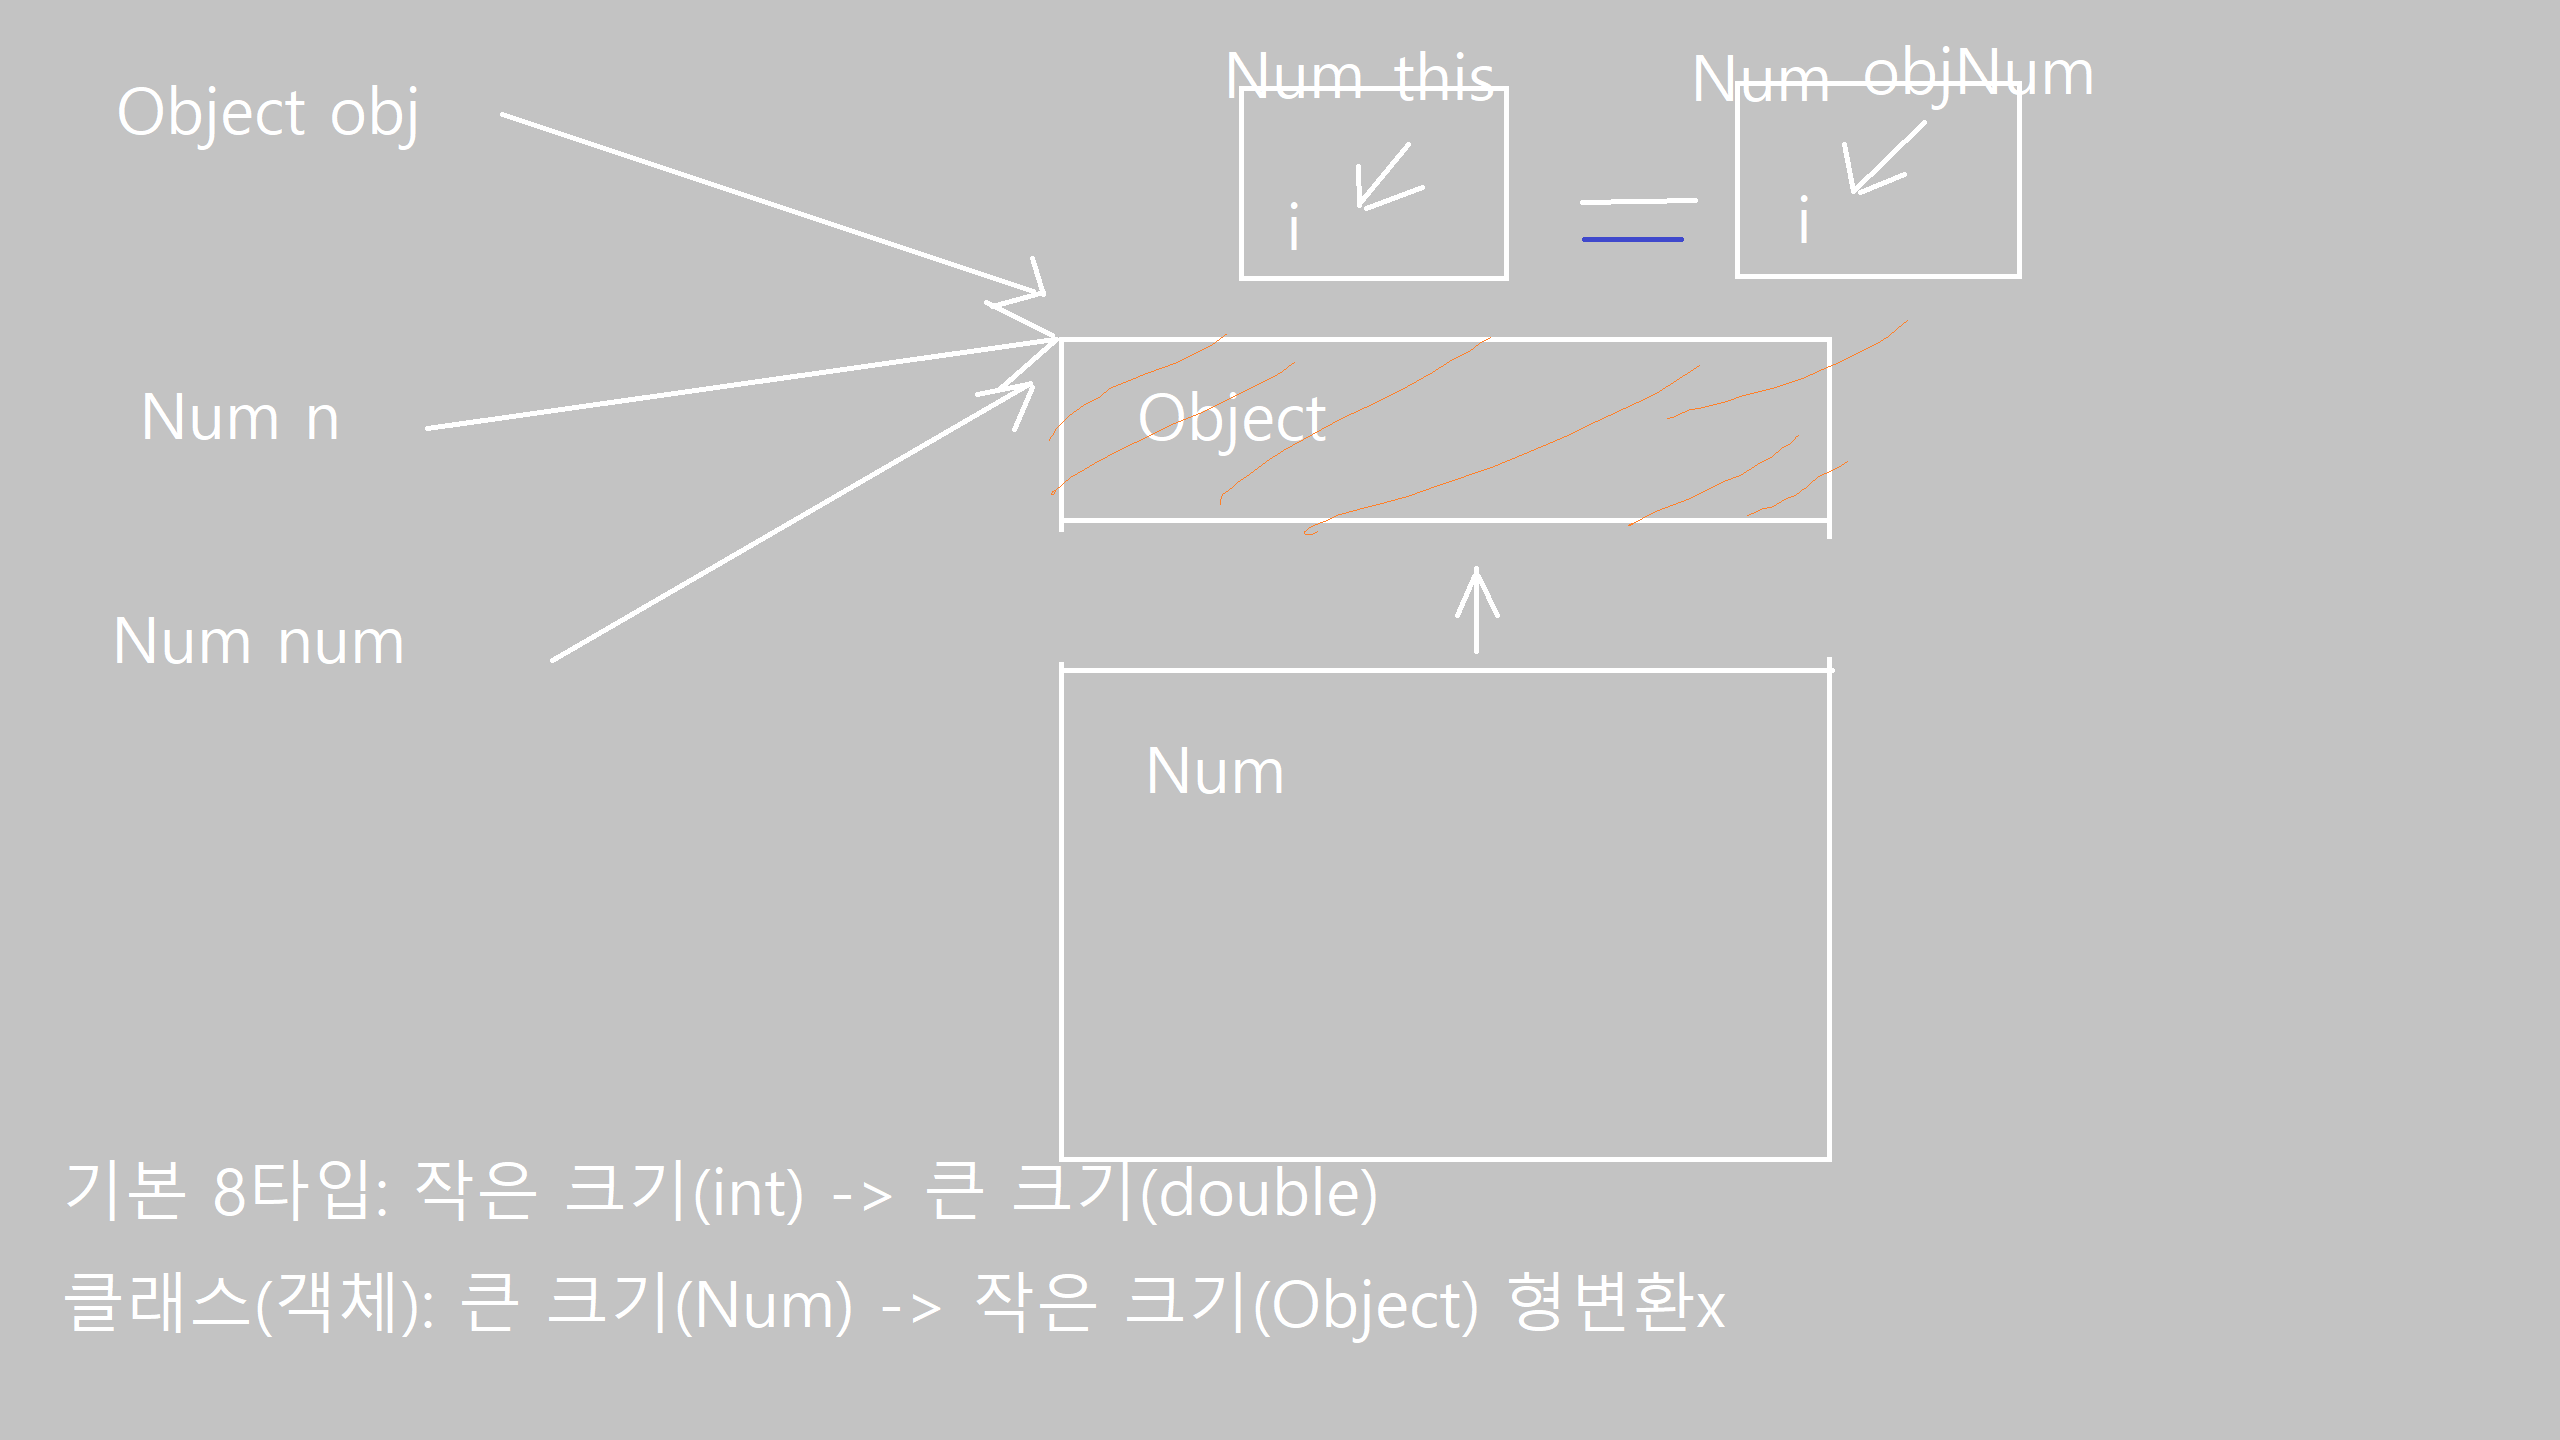 Num this
Num objNum
Object obj
i
i
Num n
Object
Num num
Num
기본 8타입: 작은 크기(int) -> 큰 크기(double)
클래스(객체): 큰 크기(Num) -> 작은 크기(Object) 형변환x